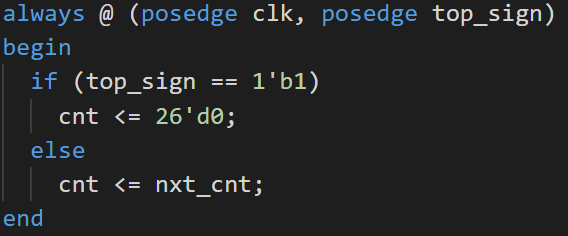 always @ (posedge clk, posedge top_sign)
begin
  if (top_sign == 1'b1)
    cnt <= 26'd0;
  else
    cnt <= nxt_cnt;
end